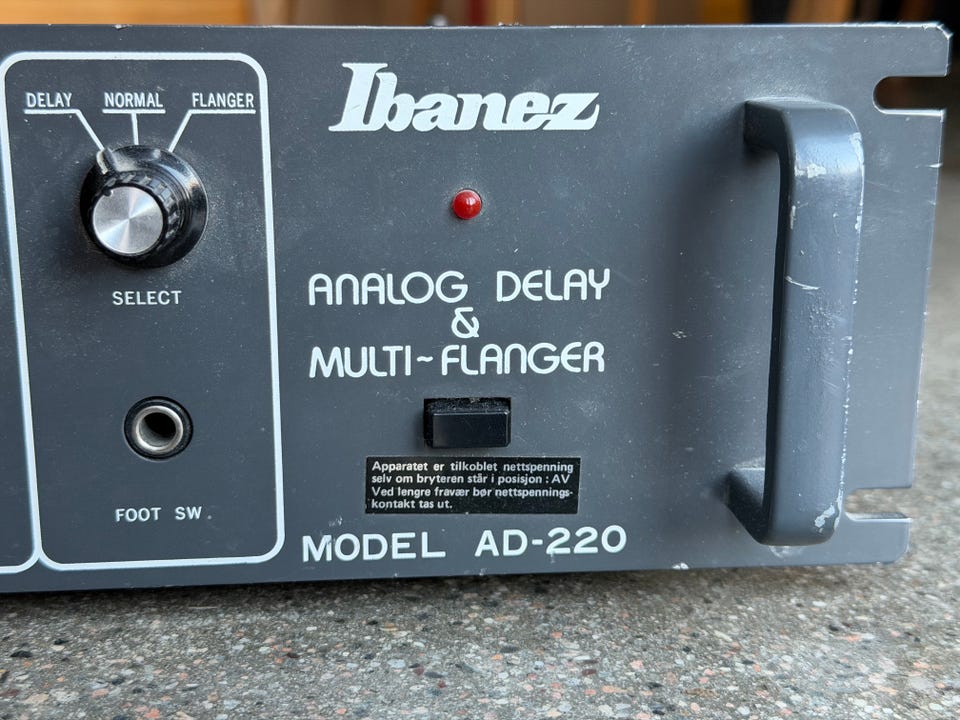 DELAY NORMAL FLANGER
SELECT
FOOT SW.
Ibanez
ANALOG DELAY
&
MULTI~FLANGER
Apparatet er tilkoblet nettspenning
selv om bryteren står i posisjon : AV
Ved lengre fravær bør nettspennings-
kontakt tas ut.
MODEL AD-220